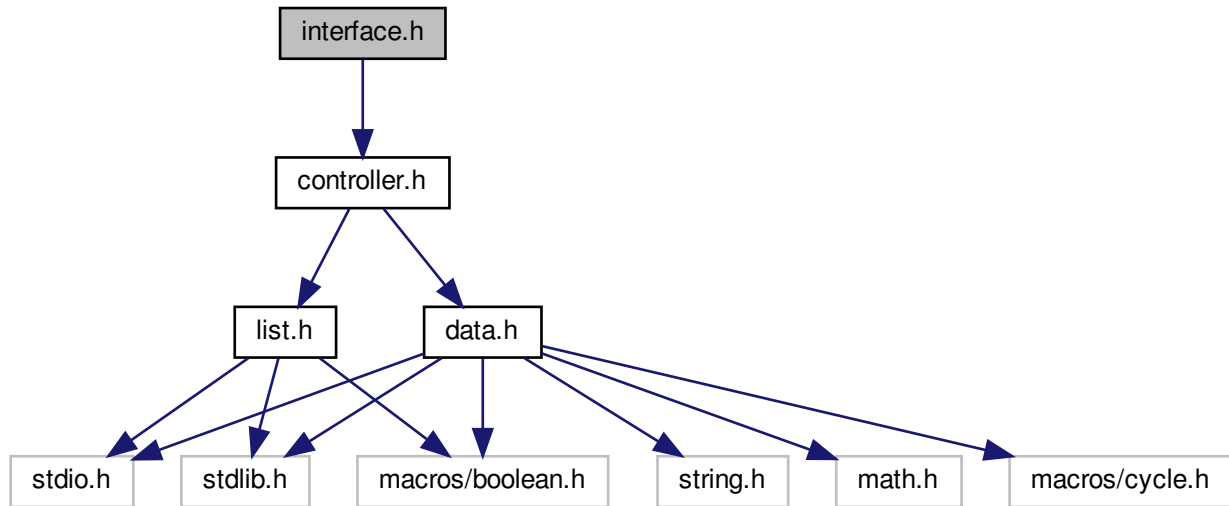 interface.h
controller.h
list.h
data.h
stdio.h
stdlib.h
macros/boolean.h
string.h
math.h
macros/cycle.h